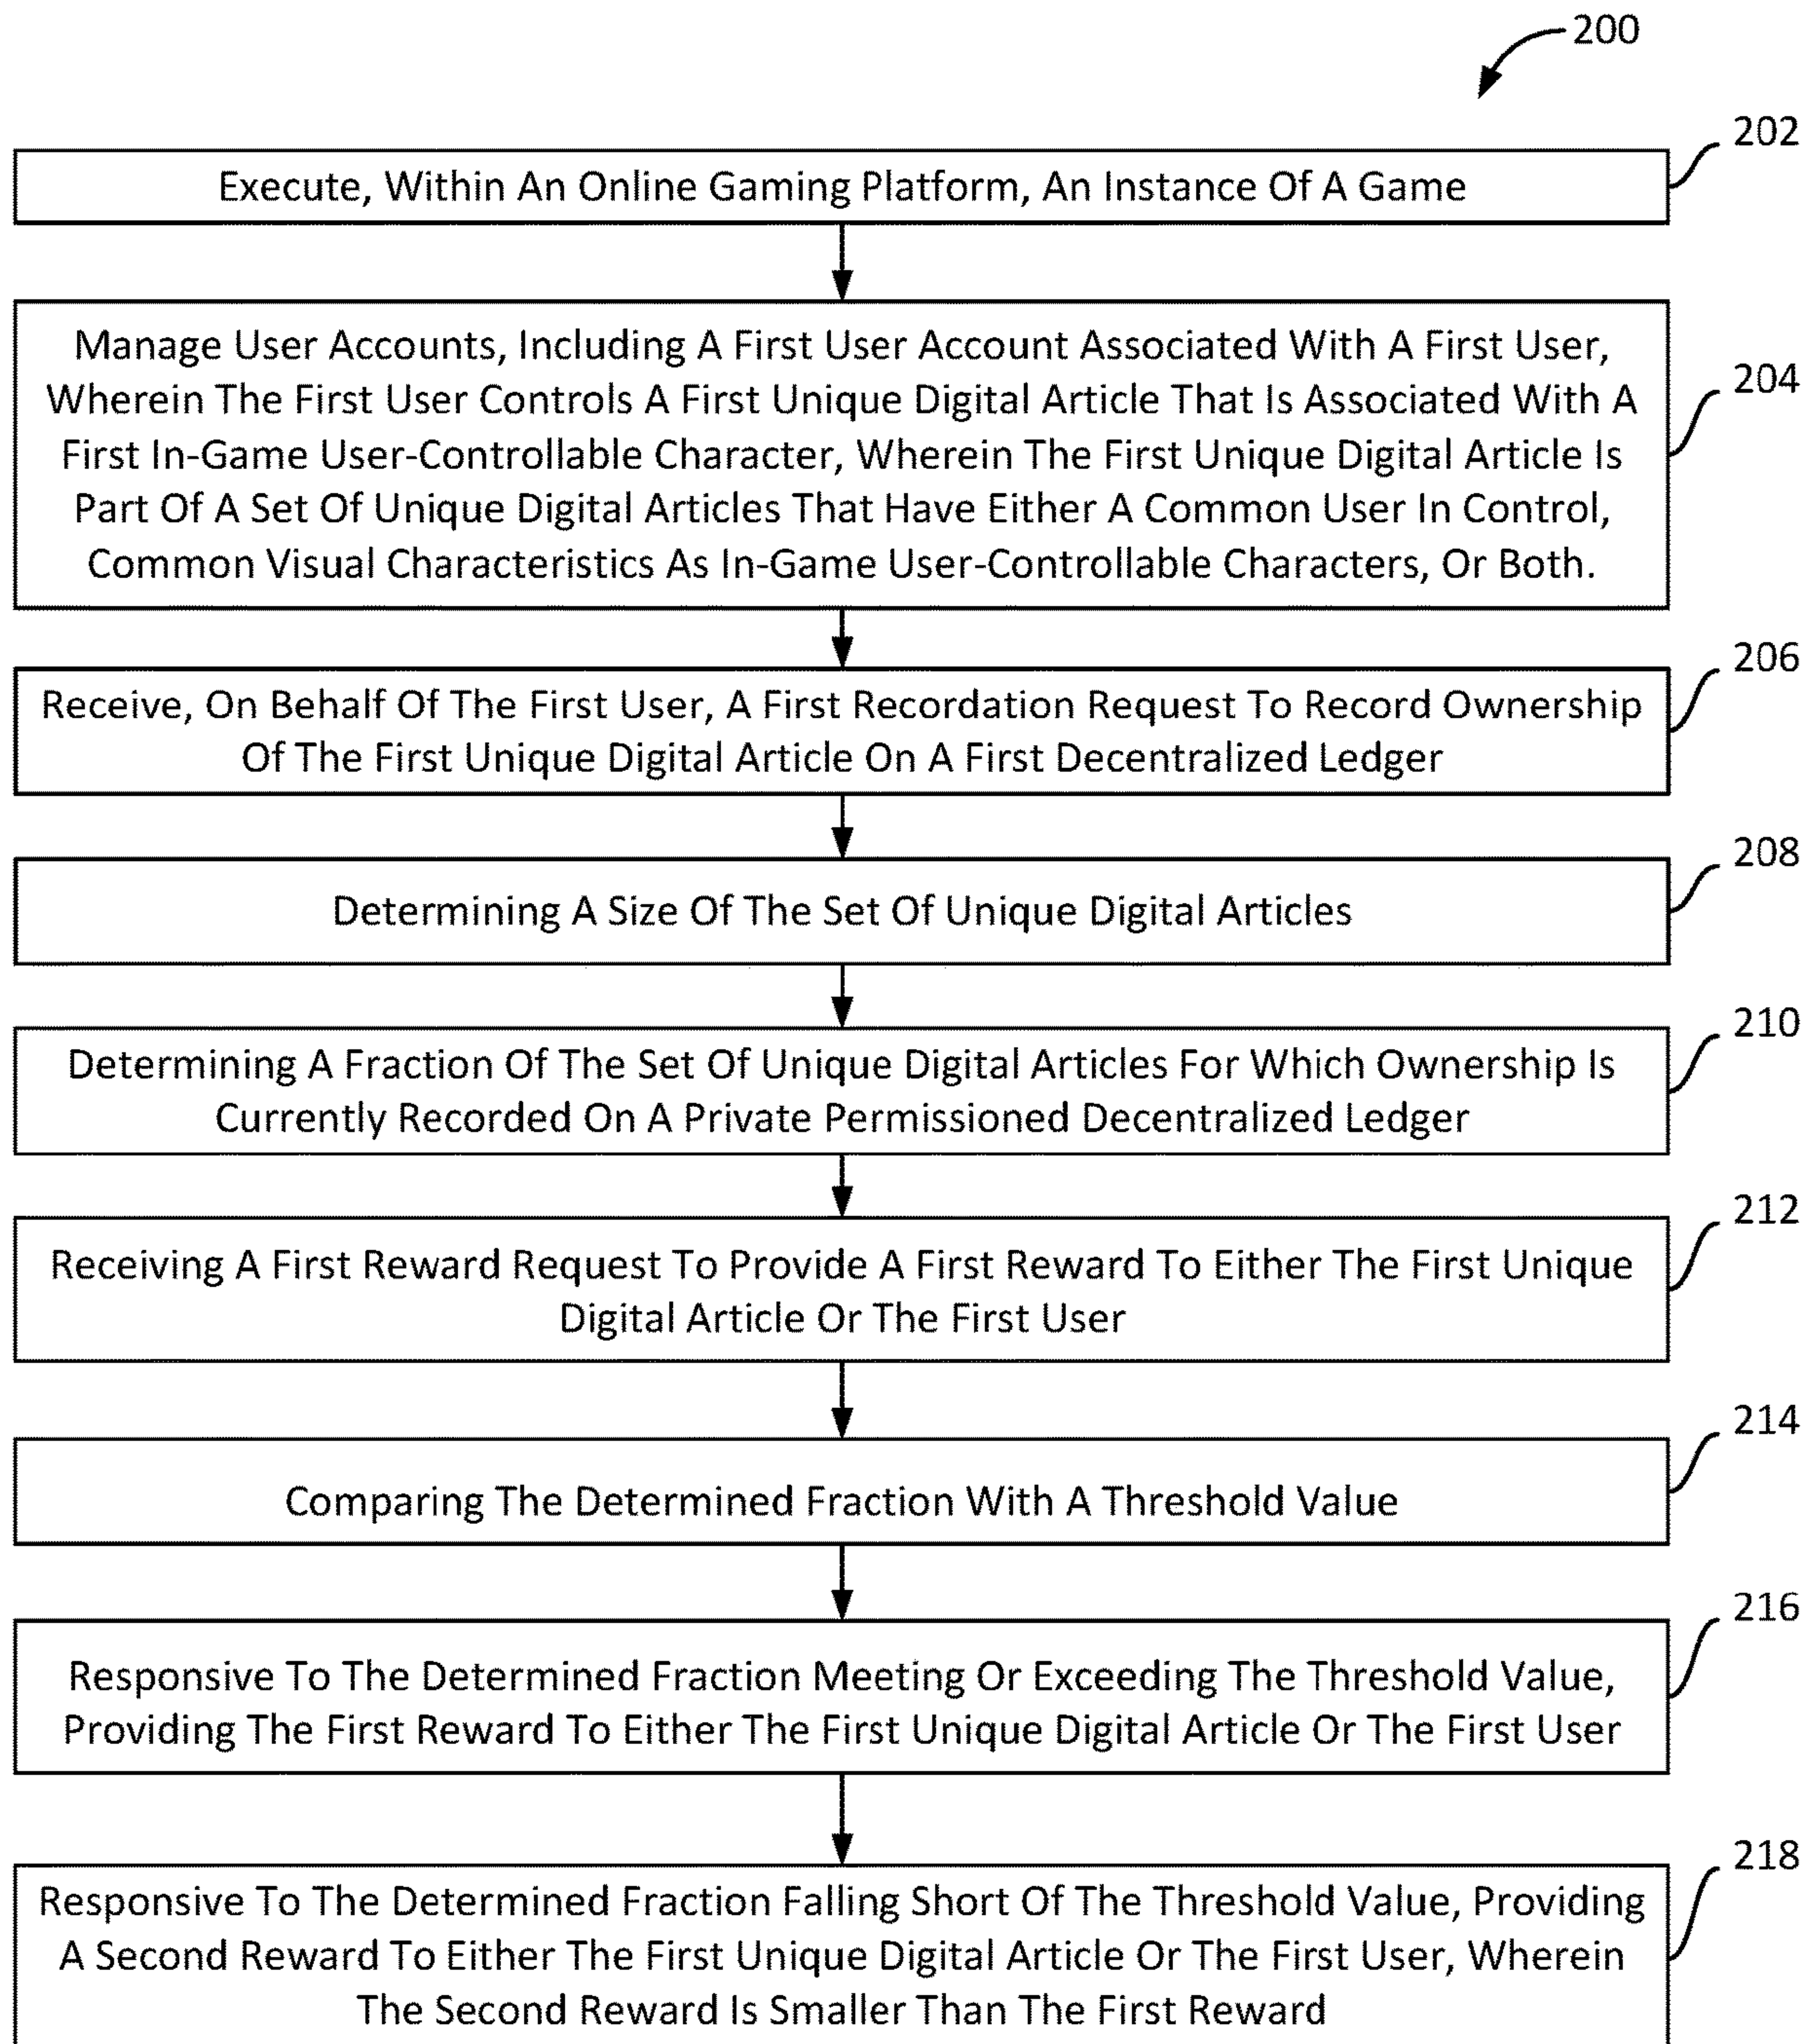 200
202
Execute, Within An Online Gaming Platform, An Instance Of A Game
204
Manage User Accounts, Including A First User Account Associated With A First User,
Wherein The First User Controls A First Unique Digital Article That Is Associated With A
First In-Game User-Controllable Character, Wherein The First Unique Digital Article Is
Part Of A Set Of Unique Digital Articles That Have Either A Common User In Control,
Common Visual Characteristics As In-Game User-Controllable Characters, Or Both.
206
Receive, On Behalf Of The First User, A First Recordation Request To Record Ownership
Of The First Unique Digital Article On A First Decentralized Ledger
208
Determining A Size Of The Set Of Unique Digital Articles
210
Determining A Fraction Of The Set Of Unique Digital Articles For Which Ownership Is
Currently Recorded On A Private Permissioned Decentralized Ledger
212
Receiving A First Reward Request To Provide A First Reward To Either The First Unique
Digital Article Or The First User
214
Comparing The Determined Fraction With A Threshold Value
216
Responsive To The Determined Fraction Meeting Or Exceeding The Threshold Value,
Providing The First Reward To Either The First Unique Digital Article Or The First User
218
Responsive To The Determined Fraction Falling Short Of The Threshold Value, Providing
A Second Reward To Either The First Unique Digital Article Or The First User, Wherein
The Second Reward Is Smaller Than The First Reward